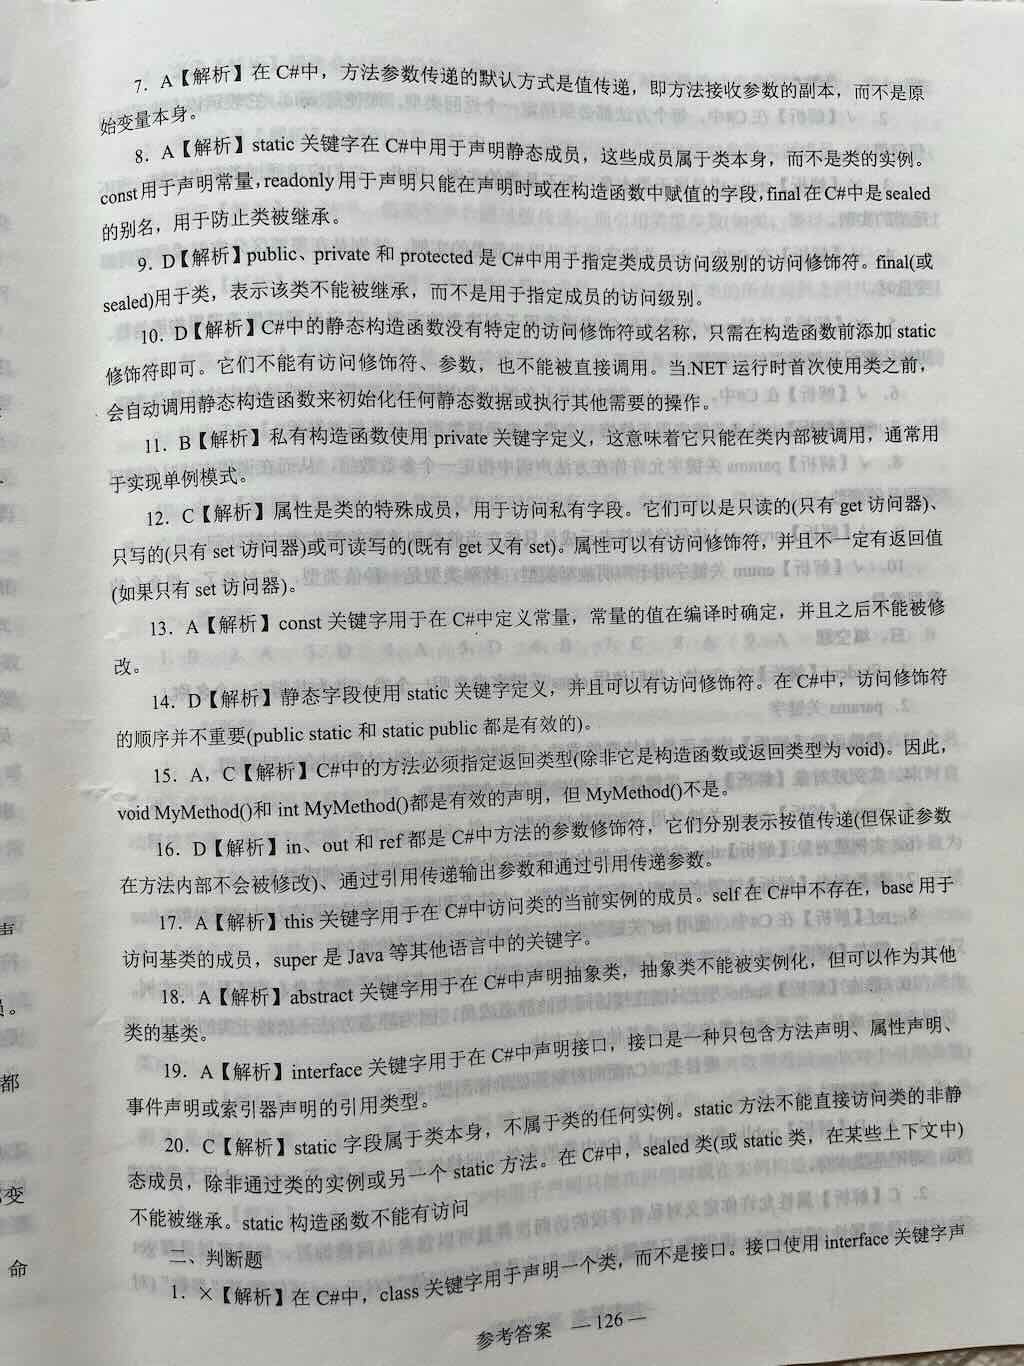 7．A【解析】在 C#中，方法参数传递的默认方式是值传递，即方法接收参数的副本，而不是原
始变量本身。
8．A【解析】static 关键字在 C#中用于声明静态成员，这些成员属于类本身，而不是类的实例。
const 用于声明常量，readonly 用于声明只能在声明时或在构造函数中赋值的字段，final 在 C#中是 sealed
的别名，用于防止类被继承。
9．D【解析】public、private 和 protected 是 C#中用于指定类成员访问级别的访问修饰符。final(或
sealed)用于类，表示该类不能被继承，而不是用于指定成员的访问级别。
10．D【解析】C#中的静态构造函数没有特定的访问修饰符或名称，只需在构造函数前添加 static
修饰符即可。它们不能有访问修饰符、参数，也不能被直接调用。当.NET 运行时首次使用类之前，
会自动调用静态构造函数来初始化任何静态数据或执行其他需要的操作。
11．B【解析】私有构造函数使用 private 关键字定义，这意味着它只能在类内部被调用，通常用
于实现单例模式。
12．C【解析】属性是类的特殊成员，用于访问私有字段。它们可以是只读的(只有 get 访问器)、
只写的(只有 set 访问器)或可读写的(既有 get 又有 set)。属性可以有访问修饰符，并且不一定有返回值
(如果只有 set 访问器)。
13．A【解析】const 关键字用于在 C#中定义常量，常量的值在编译时确定，并且之后不能被修
改。
14．D【解析】静态字段使用 static 关键字定义，并且可以有访问修饰符。在 C#中，访问修饰符
的顺序并不重要(public static 和 static public 都是有效的)。
15．A，C【解析】C#中的方法必须指定返回类型(除非它是构造函数或返回类型为 void)。因此，
void MyMethod()和 int MyMethod()都是有效的声明，但 MyMethod()不是。
16．D【解析】in、out 和 ref 都是 C#中方法的参数修饰符，它们分别表示按值传递(但保证参数
在方法内部不会被修改)、通过引用传递输出参数和通过引用传递参数。
17．A【解析】this 关键字用于在 C#中访问类的当前实例的成员。self 在 C#中不存在，base 用于
访问基类的成员，super 是 Java 等其他语言中的关键字。
18．A【解析】abstract 关键字用于在 C#中声明抽象类，抽象类不能被实例化，但可以作为其他
类的基类。
19．A【解析】interface 关键字用于在 C#中声明接口，接口是一种只包含方法声明、属性声明、
事件声明或索引器声明的引用类型。
20．C【解析】static 字段属于类本身，不属于类的任何实例。static 方法不能直接访问类的非静
态成员，除非通过类的实例或另一个 static 方法。在 C#中，sealed 类(或 static 类，在某些上下文中)
不能被继承。static 构造函数不能有访问
二、判断题
1．×【解析】在 C#中，class 关键字用于声明一个类，而不是接口。接口使用 interface 关键字声
参考答案 — 126 —